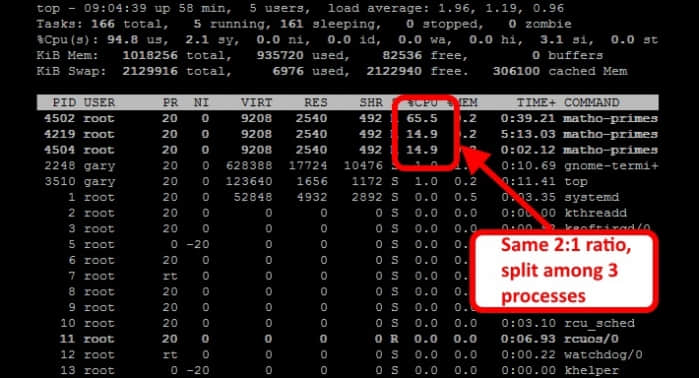 top - 09:04:39 up 58 min, 5 users, load average: 1.96, 1.19, 0.96
Tasks: 166 total, 5 running, 161 sleeping, 0 stopped, 0 zombie
%Cpu(s): 94.8 us, 2.1 sy, 0.0 ni, 0.0 id, 0.0 wa, 0.0 hi, 3.1 si, 0.0 st
KiB Mem: 1018256 total, 935720 used, 82536 free, 0 buffers
KiB Swap: 2129916 total, 6976 used, 2122940 free. 306100 cached Mem
PID USER PR NI VIRT RES SHR S %CPU %MEM TIME+ COMMAND
4502 root 20 0 9208 2540 492 R 65.5 .2 0:39.21 matho-primes
4219 root 20 0 9208 2540 492 R 14.9 .2 5:13.03 matho-primes
4504 root 20 0 9208 2540 492 R 14.9 0:02.12 matho-primes
2248 gary 20 0 628388 17724 10476 S 1.0 1. 0:10.69 gnome-termi+
3510 gary 20 0 123640 1656 1172 S 1.0 0.2 0:11.41 top
1 root 20 0 52848 4932 2892 S 0.0 0.5 0:03.35 systemd
2 root 20 0 0 0 0 S 0.0 0.0 0:00.00 kthreadd
3 root 20 0 0 0 0 S 0.0 0.0 ksoftirqd/0
5 root 0 -20 0 0 0 S 0.0 0.0
6 root 20 0 0 0 0 S 0.0 0.0
7 root rt 0 0 0 0 S 0.0 0.0
8 root 20 0 0 0 0 S 0.0 0.0
9 root 20 0 0 0 0 S 0.0 0.0
10 root 20 0 0 0 0 S 0.0 0.0 0:03.10 rcu_sched
11 root 20 0 0 0 0 R 0.0 0.0 0:06.93 rcuos/0
12 root rt 0 0 0 0 S 0.0 0.0 0:00.22 watchdog/0
13 root 0 -20 0 0 0 S 0.0 0.0 0:00.00 khelper
Same 2:1 ratio,
split among 3
processes